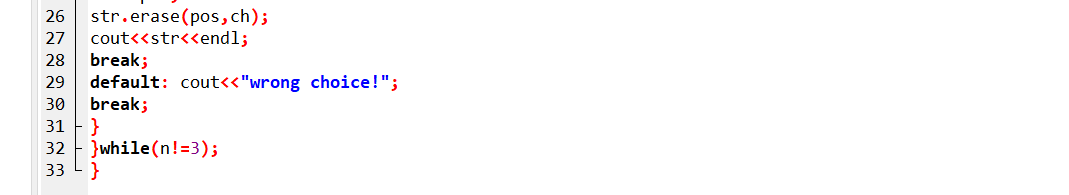 26 str.erase(pos,ch);
27 cout<<str<<endl;
28 break;
29 default: cout<<"wrong choice!";
30 break;
31 }
32 }while(n!=3);
33 }